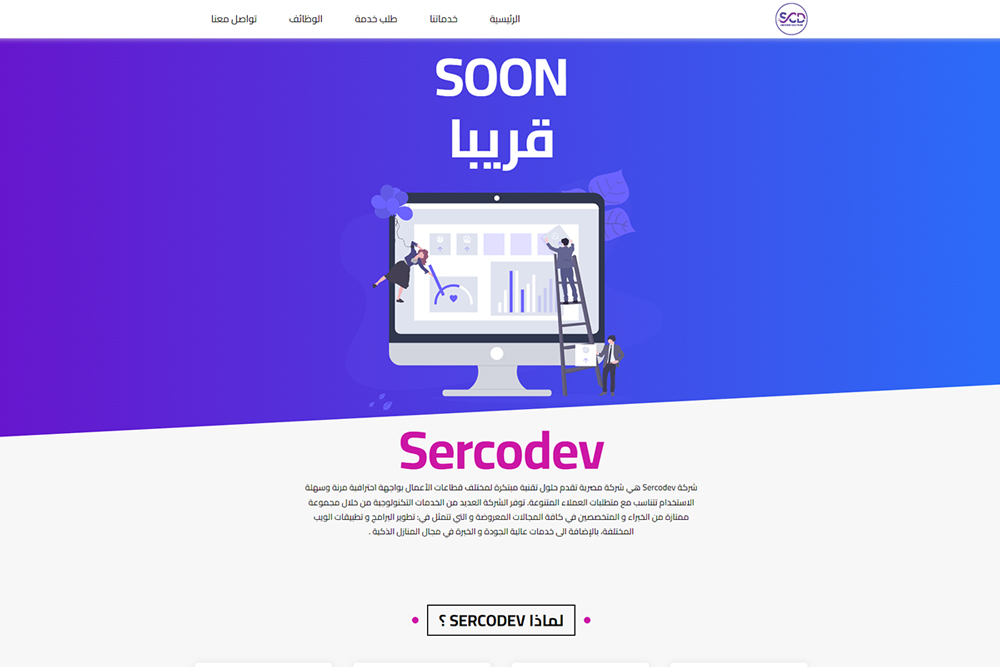 SCD
الرئيسية
خدماتنا
طلب خدمة
الوظائف
تواصل معنا
SOON
قريبا
Sercodev
شركة Sercodev هي شركة مصرية تقدم حلول تقنية مبتكرة لمختلف قطاعات الأعمال بواجهة احترافية مرنة وسهلة
الاستخدام تتناسب مع متطلبات العملاء المتنوعة. توفر الشركة العديد من الخدمات التكنولوجية من خلال مجموعة
ممتازة من الخبراء و المتخصصين في كافة المجالات المعروضة و التي تتمثل في: تطوير البرامج و تطبيقات الويب
المختلفة، بالإضافة الى خدمات عالية الجودة و الخبرة في مجال المنازل الذكية .
لماذا SERCODEV ؟